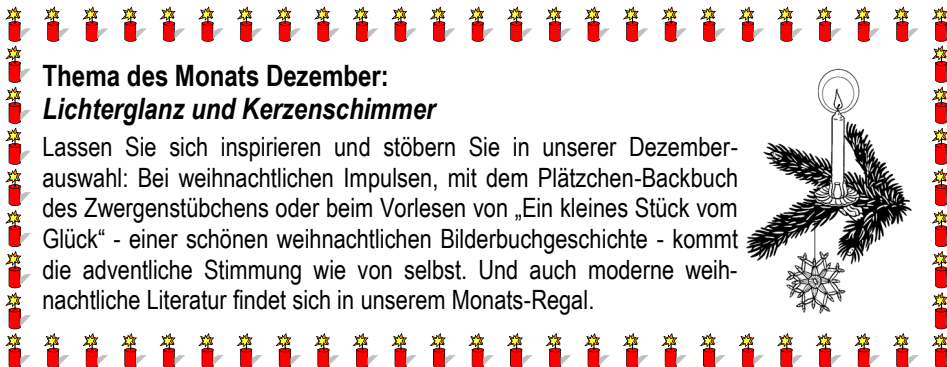 Thema des Monats Dezember:
Lichterglanz und Kerzenschimmer
Lassen Sie sich inspirieren und stöbern Sie in unserer Dezember-
auswahl: Bei weihnachtlichen Impulsen, mit dem Plätzchen-Backbuch
des Zwergenstübchens oder beim Vorlesen von „Ein kleines Stück vom
Glück“ - einer schönen weihnachtlichen Bilderbuchgeschichte - kommt
die adventliche Stimmung wie von selbst. Und auch moderne weih-
nachtliche Literatur findet sich in unserem Monats-Regal.